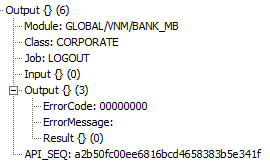 Output {} (6)
Module: GLOBAL/VNM/BANK_MB
Class: CORPORATE
Job: LOGOUT
Input {} (0)
Output {} (3)
ErrorCode: 00000000
ErrorMessage:
Result {} (0)
API_SEQ: a2b50fc00ee6816bcd4658383b5e341f